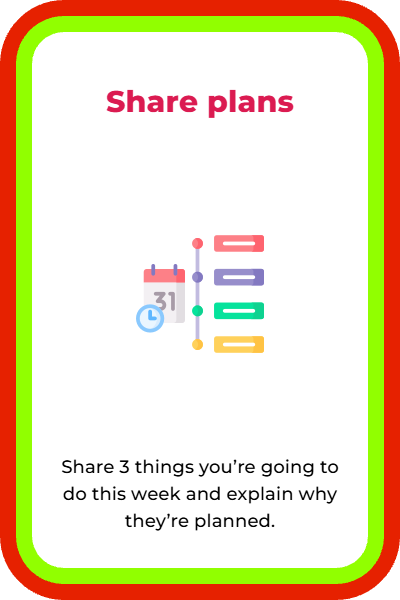 Share plans
31
Share 3 things you’re going to
do this week and explain why
they’re planned.